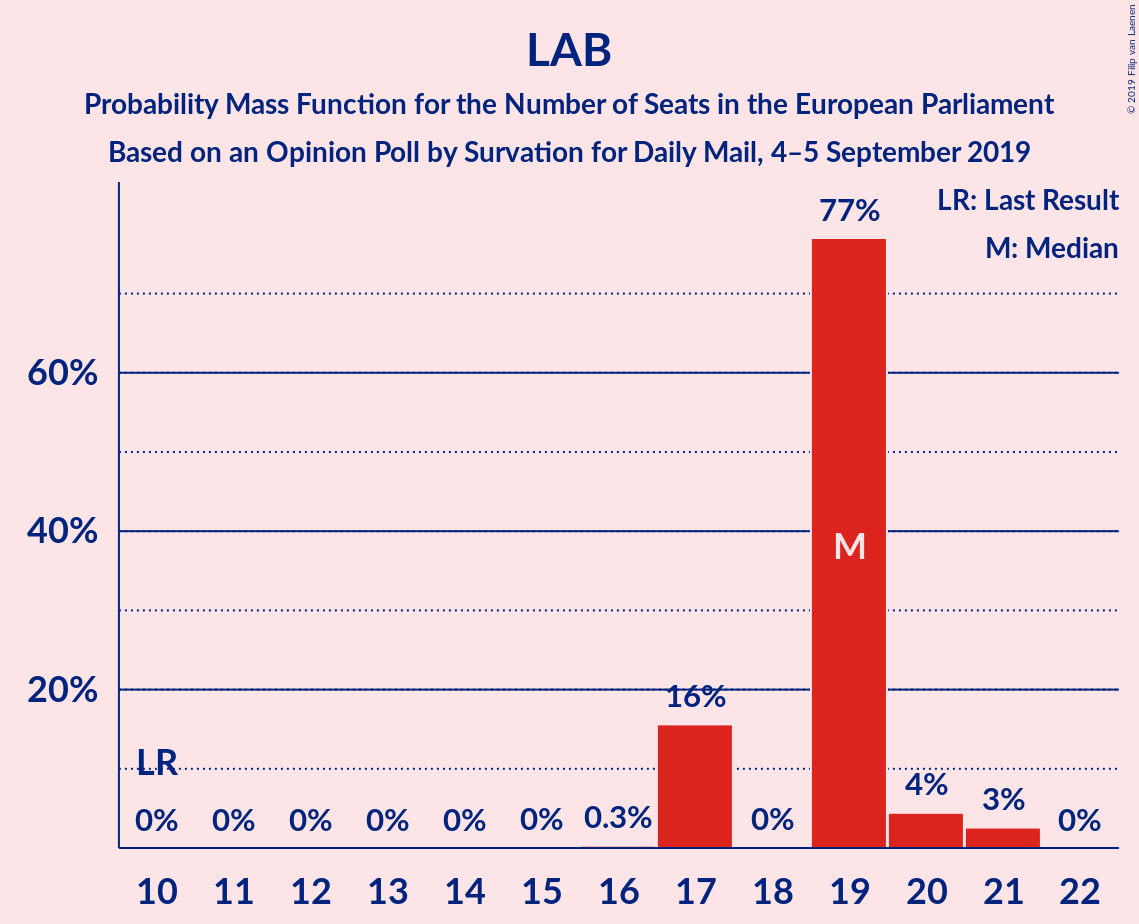 LAB
Probability Mass Function for the Number of Seats in the European Parliament
Based on an Opinion Poll by Survation for Daily Mail, 4–5 September 2019
© 2019 Filip van Laenen
LR: Last Result
M: Median
77%
60%
40%
M
20%
16%
LR
0% 0% 0% 0% 0% 0% 0.3% 0% 4% 3% 0%
10 11 12 13 14 15 16 17 18 19 20 21 22